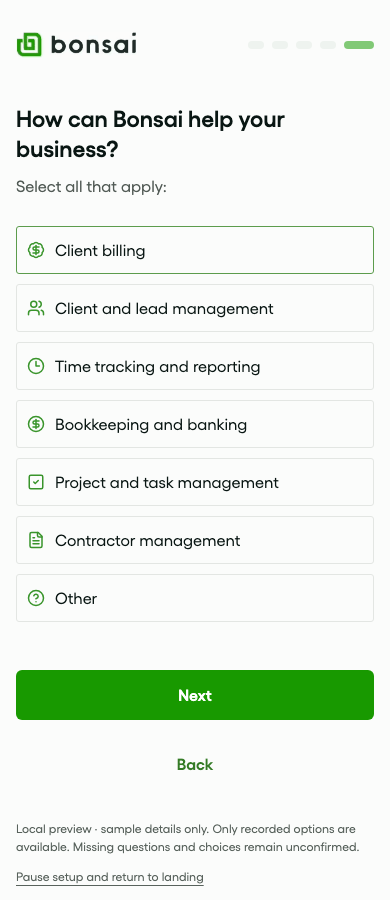 bonsai
How can Bonsai help your
business?
Select all that apply:
Client billing
Client and lead management
Time tracking and reporting
Bookkeeping and banking
Project and task management
Contractor management
Other
Next
Back
Local preview · sample details only. Only recorded options are
available. Missing questions and choices remain unconfirmed.
Pause setup and return to landing